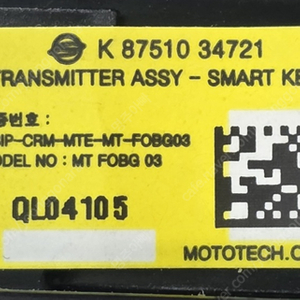 K 87510 34721
TRANSMITTER ASSY - SMART KE
증번호 :
IP-CRM-MTE-MT-FOBG03
MODEL NO : MT FOBG 03
QL04105
MOTOTECH.C